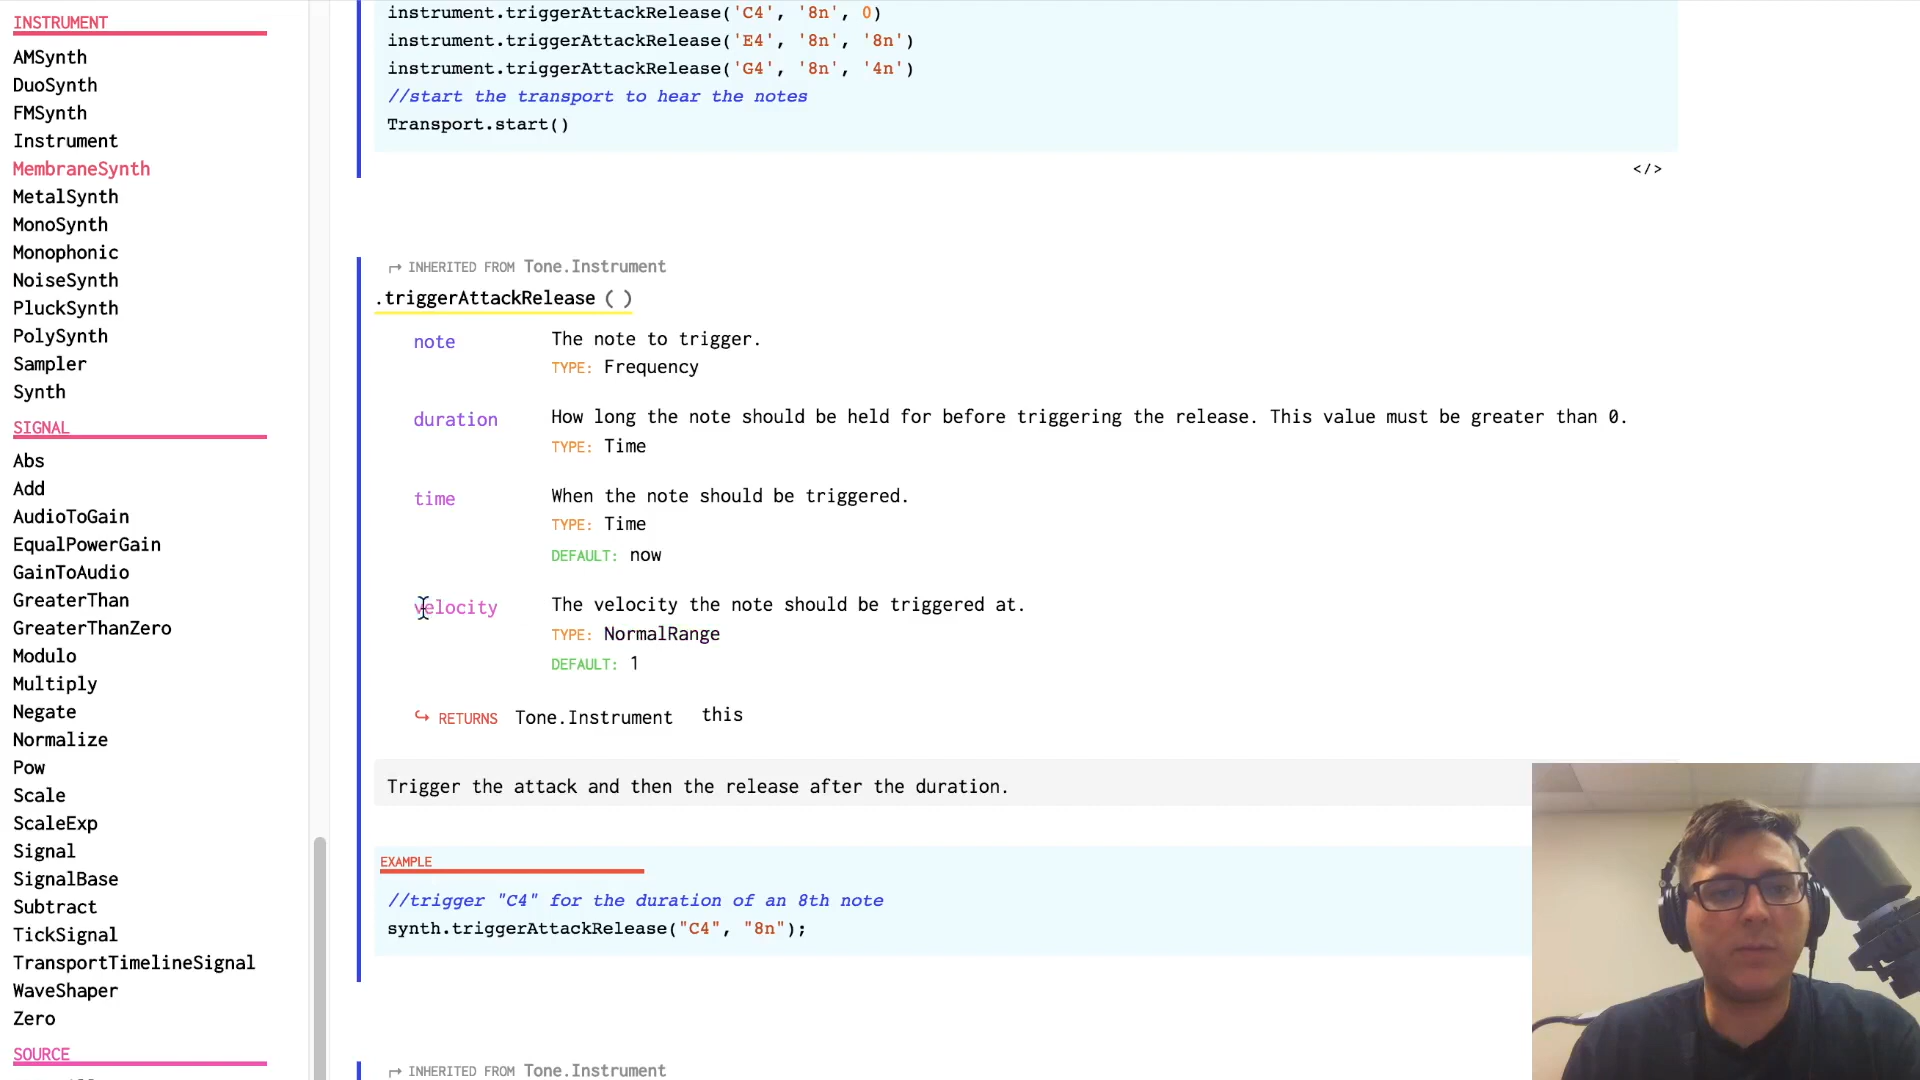 INSTRUMENT
AMSynth
DuoSynth
FMSynth
Instrument
MembraneSynth
MetalSynth
MonoSynth
Monophonic
NoiseSynth
PluckSynth
PolySynth
Sampler
Synth
SIGNAL
Abs
Add
AudioToGain
EqualPowerGain
GainToAudio
GreaterThan
GreaterThanZero
Modulo
Multiply
Negate
Normalize
Pow
Scale
ScaleExp
Signal
SignalBase
Subtract
TickSignal
TransportTimelineSignal
WaveShaper
Zero
SOURCE
instrument.triggerAttackRelease('C4', '8n', 0)
instrument.triggerAttackRelease('E4', '8n', '8n')
instrument.triggerAttackRelease('G4', '8n', '4n')
//start the transport to hear the notes
Transport.start()
</>
INHERITED FROM Tone.Instrument
.triggerAttackRelease ( )
note The note to trigger.
TYPE: Frequency
duration How long the note should be held for before triggering the release. This value must be greater than 0.
TYPE: Time
time When the note should be triggered.
TYPE: Time
DEFAULT: now
velocity The velocity the note should be triggered at.
TYPE: NormalRange
DEFAULT: 1
RETURNS Tone.Instrument this
Trigger the attack and then the release after the duration.
EXAMPLE
//trigger "C4" for the duration of an 8th note
synth.triggerAttackRelease("C4", "8n");
INHERITED FROM Tone.Instrument